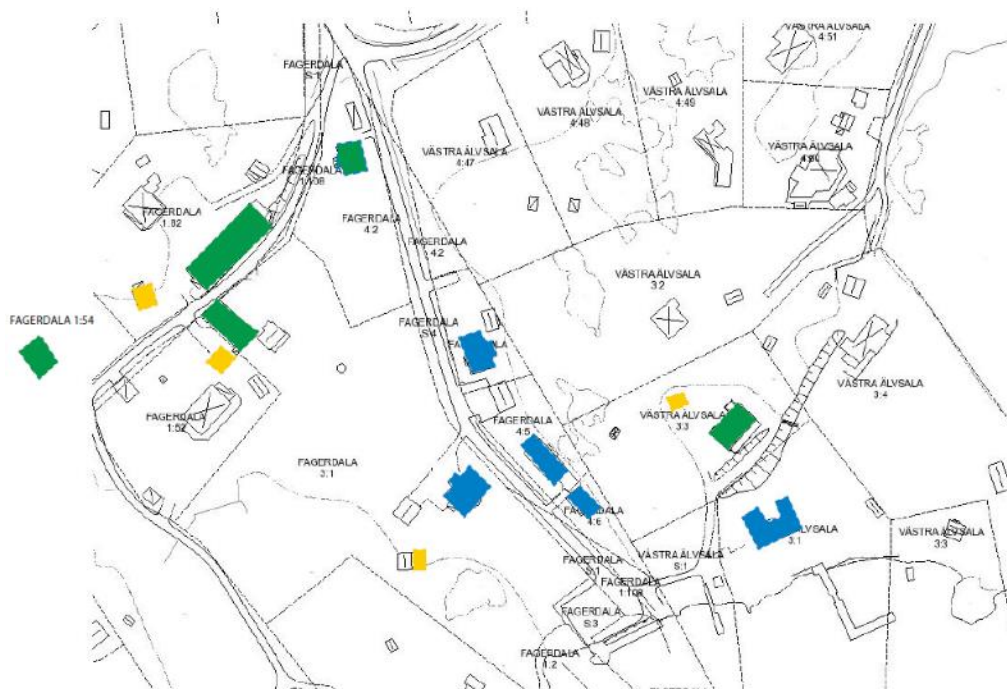 VÄSTRA ÄLVSALA
4:51
FAGERDALA
S:1
VÄSTRA ÄLVSALA
4:49
VÄSTRA ÄLVSALA
4:48
VÄSTRA ÄLVSALA
4:47
VÄSTRA ÄLVSALA
FAGERDALA
1:108
FAGERDALA
1:82
FAGERDALA
4:2
FAGERDALA
4:2
VÄSTRA ÄLVSALA
3:2
FAGERDALA 1:54
FAGERDALA
S:4
VÄSTRA ÄLVSALA
3:4
FAGERDALA
1:52
VÄSTRA ÄLVSALA
3:3
FAGERDALA
4:5
FAGERDALA
3:1
4:6
3:1
VÄSTRA ÄLVSALA
3:3
VÄSTRA ÄLVSALA
S:1
FAGERDALA
S:1
FAGERDALA
1:108
FAGERDALA
S:3
FAGERDALA
1:2